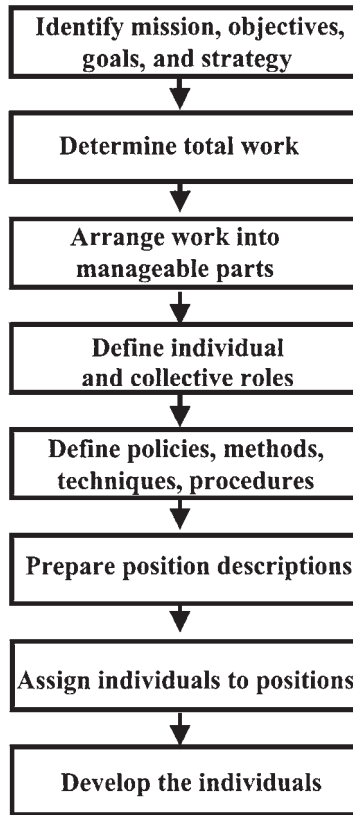 Identify mission, objectives,
goals, and strategy
Determine total work
Arrange work into
manageable parts
Define individual
and collective roles
Define policies, methods,
techniques, procedures
Prepare position descriptions
Assign individuals to positions
Develop the individuals